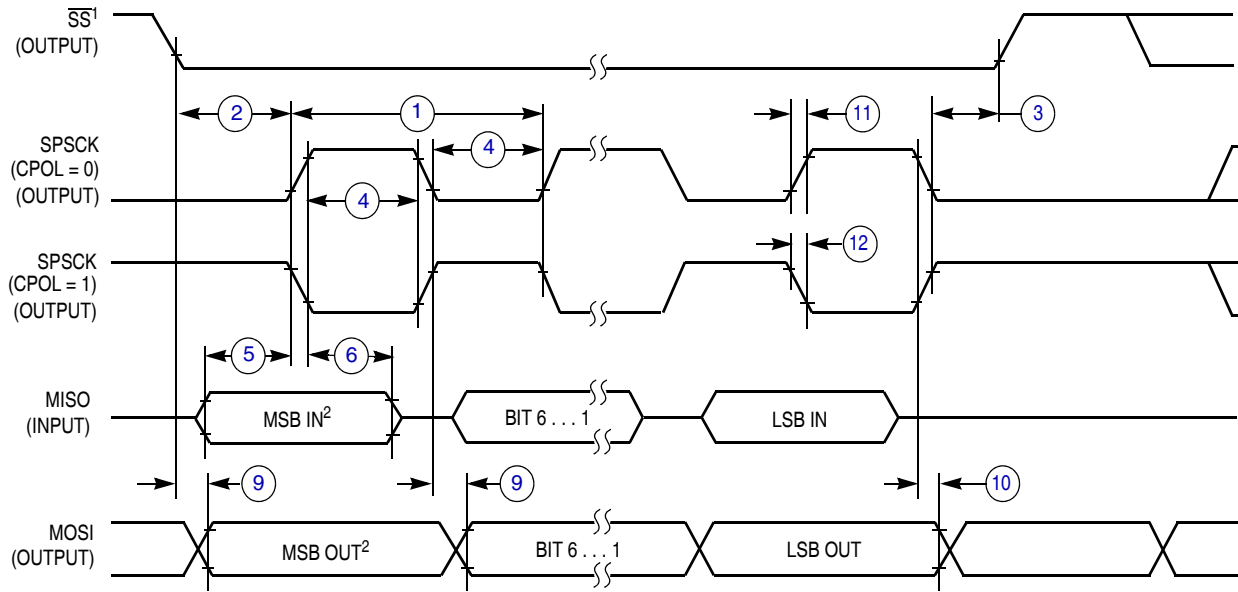 SS¹
(OUTPUT)
2
1
11
3
SPSCK
(CPOL = 0)
(OUTPUT)
4
4
12
SPSCK
(CPOL = 1)
(OUTPUT)
5
6
MISO
(INPUT)
MSB IN²
BIT 6 . . . 1
LSB IN
9
9
10
MOSI
(OUTPUT)
MSB OUT²
BIT 6 . . . 1
LSB OUT